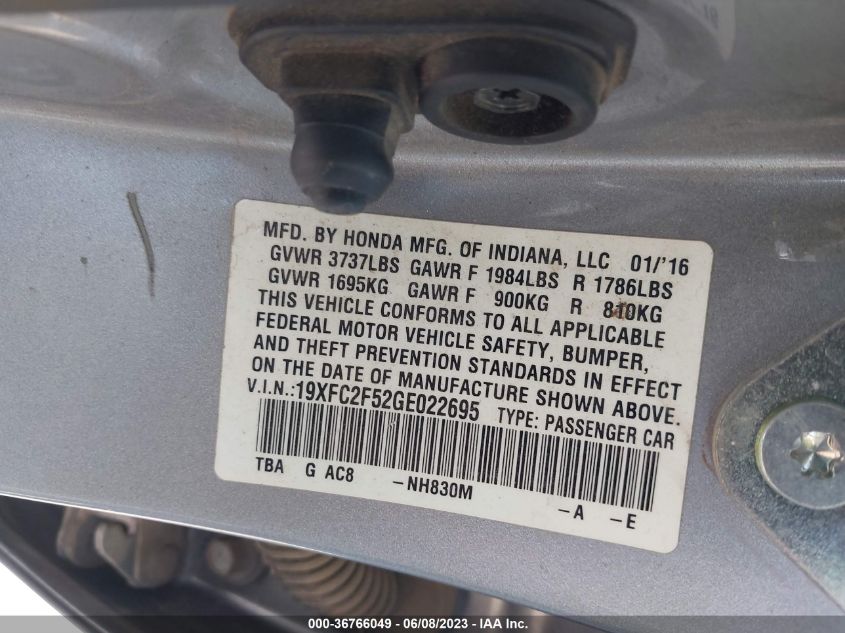 MFD. BY HONDA MFG. OF INDIANA, LLC 01/'16
GVWR 3737LBS GAWR F 1984LBS R 1786LBS
GVWR 1695KG GAWR F 900KG R 810KG
THIS VEHICLE CONFORMS TO ALL APPLICABLE
FEDERAL MOTOR VEHICLE SAFETY, BUMPER,
AND THEFT PREVENTION STANDARDS IN EFFECT
ON THE DATE OF MANUFACTURE SHOWN ABOVE.
V.I.N.:19XFC2F52GE022695 TYPE: PASSENGER CAR
TBA G AC8 -NH830M -A -E
000-36766049 - 06/08/2023 - IAA Inc.